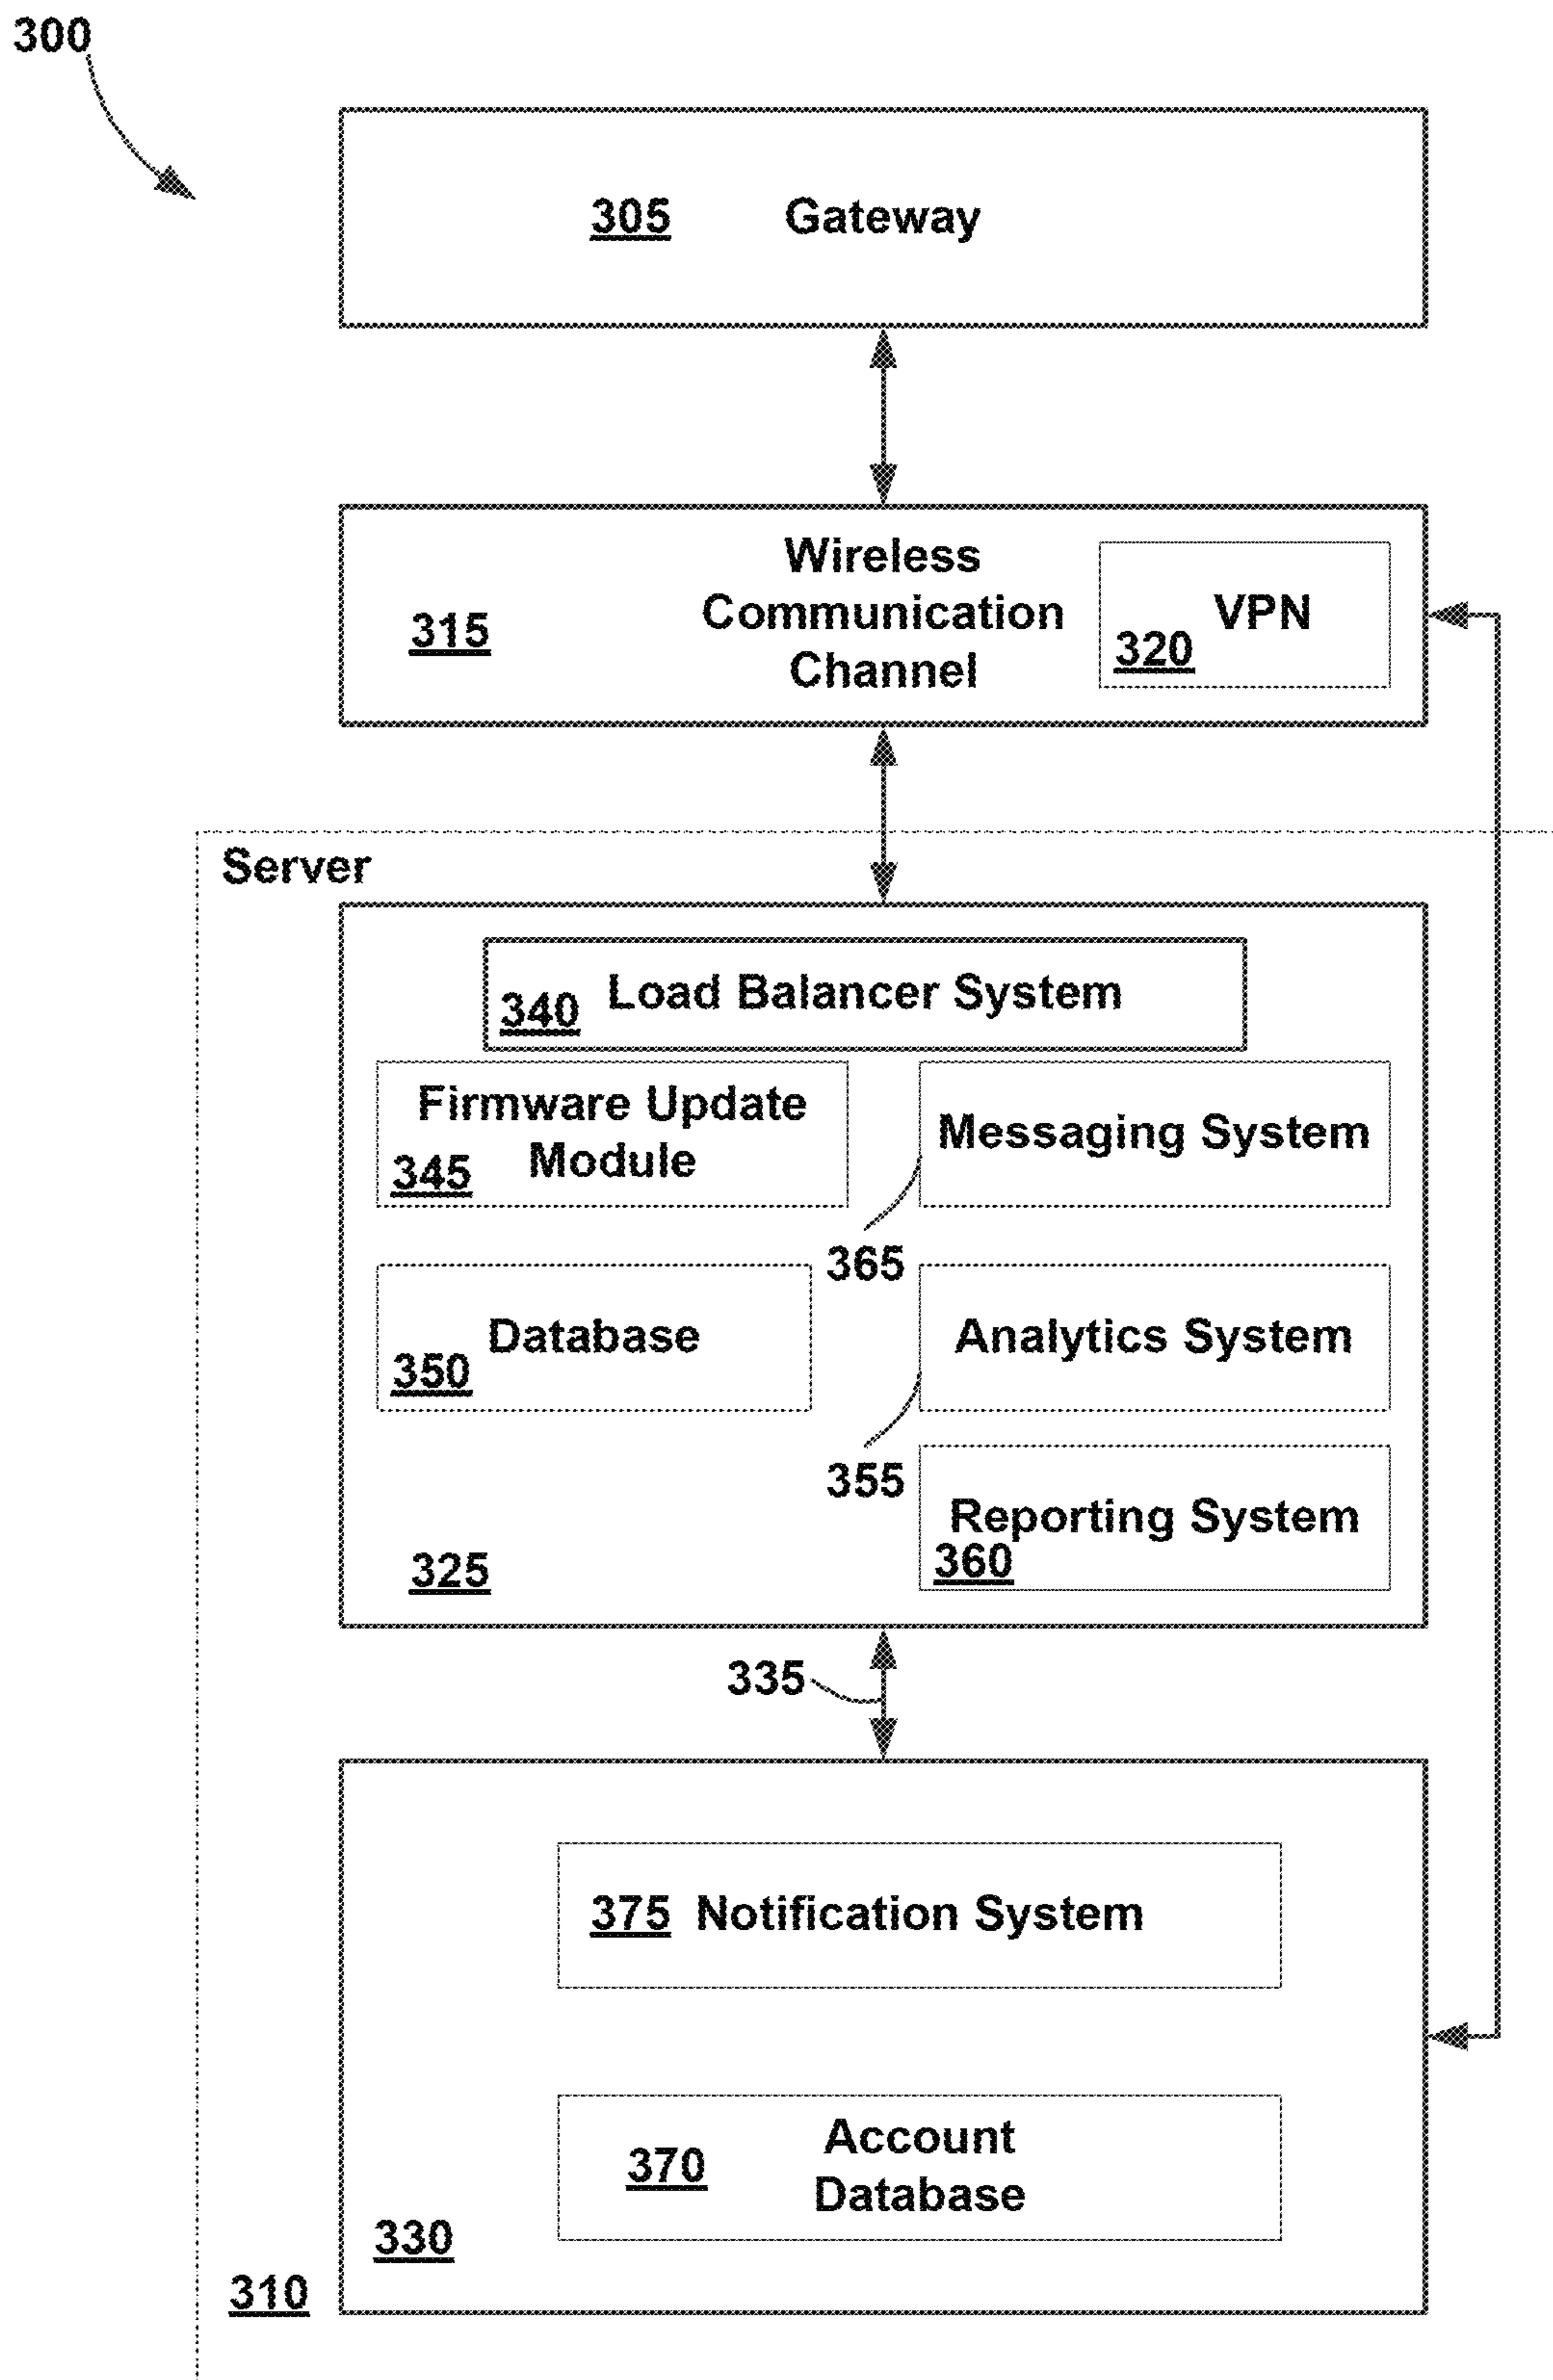 300
305 Gateway
Wireless
Communication
Channel
315
VPN
320
Server
Load Balancer System
340
Firmware Update
Module
345
Messaging System
365
Database
350
Analytics System
355
Reporting System
360
325
335
375 Notification System
Account
Database
370
330
310